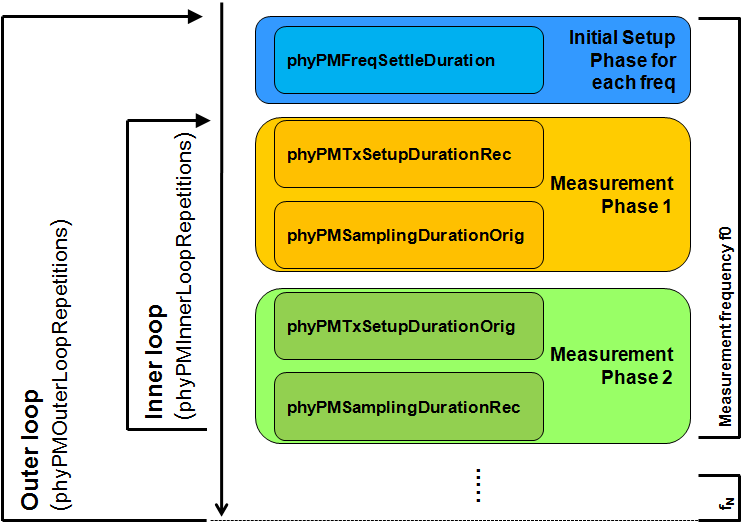 Outer loop
(phyPMOuterLoopRepetitions)
Inner loop
(phyPMInnerLoopRepetitions)
phyPMFreqSettleDuration
Initial Setup
Phase for
each freq
phyPMTxSetupDurationRec
phyPMSamplingDurationOrig
Measurement
Phase 1
phyPMTxSetupDurationOrig
phyPMSamplingDurationRec
Measurement
Phase 2
Measurement frequency f0
......
fN